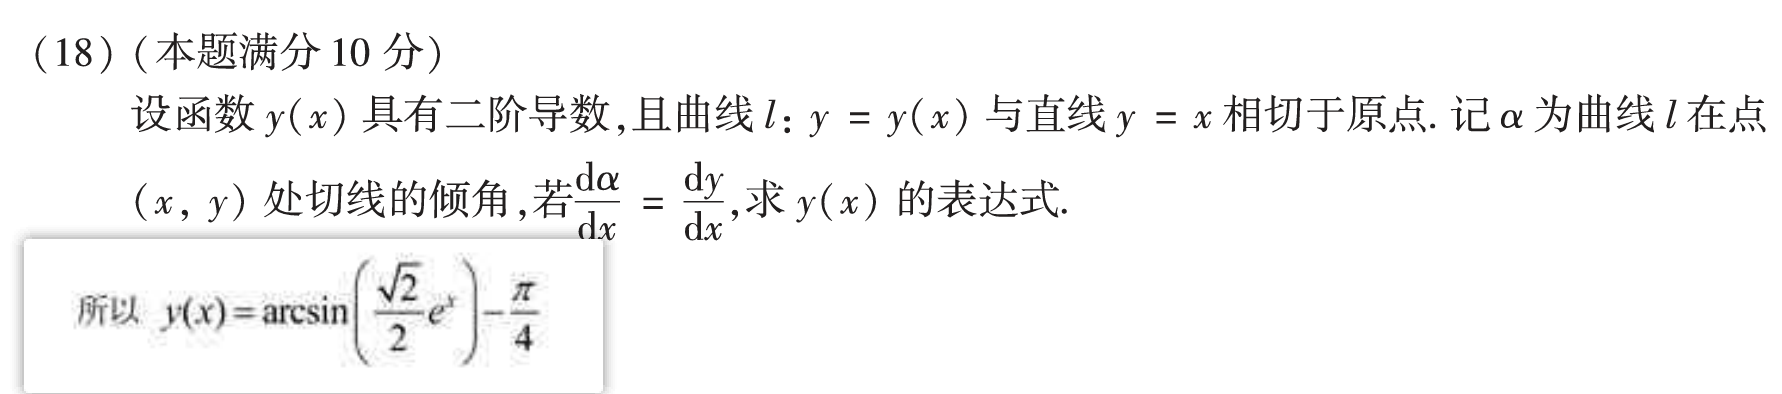 (18) (本题满分 10 分)
设函数 y(x) 具有二阶导数,且曲线 l: y = y(x) 与直线 y = x 相切于原点. 记 α 为曲线 l 在点
(x, y) 处切线的倾角,若 dα/dx = dy/dx ,求 y(x) 的表达式.
所以 y(x) = arcsin(√2/2 e^x) − π/4